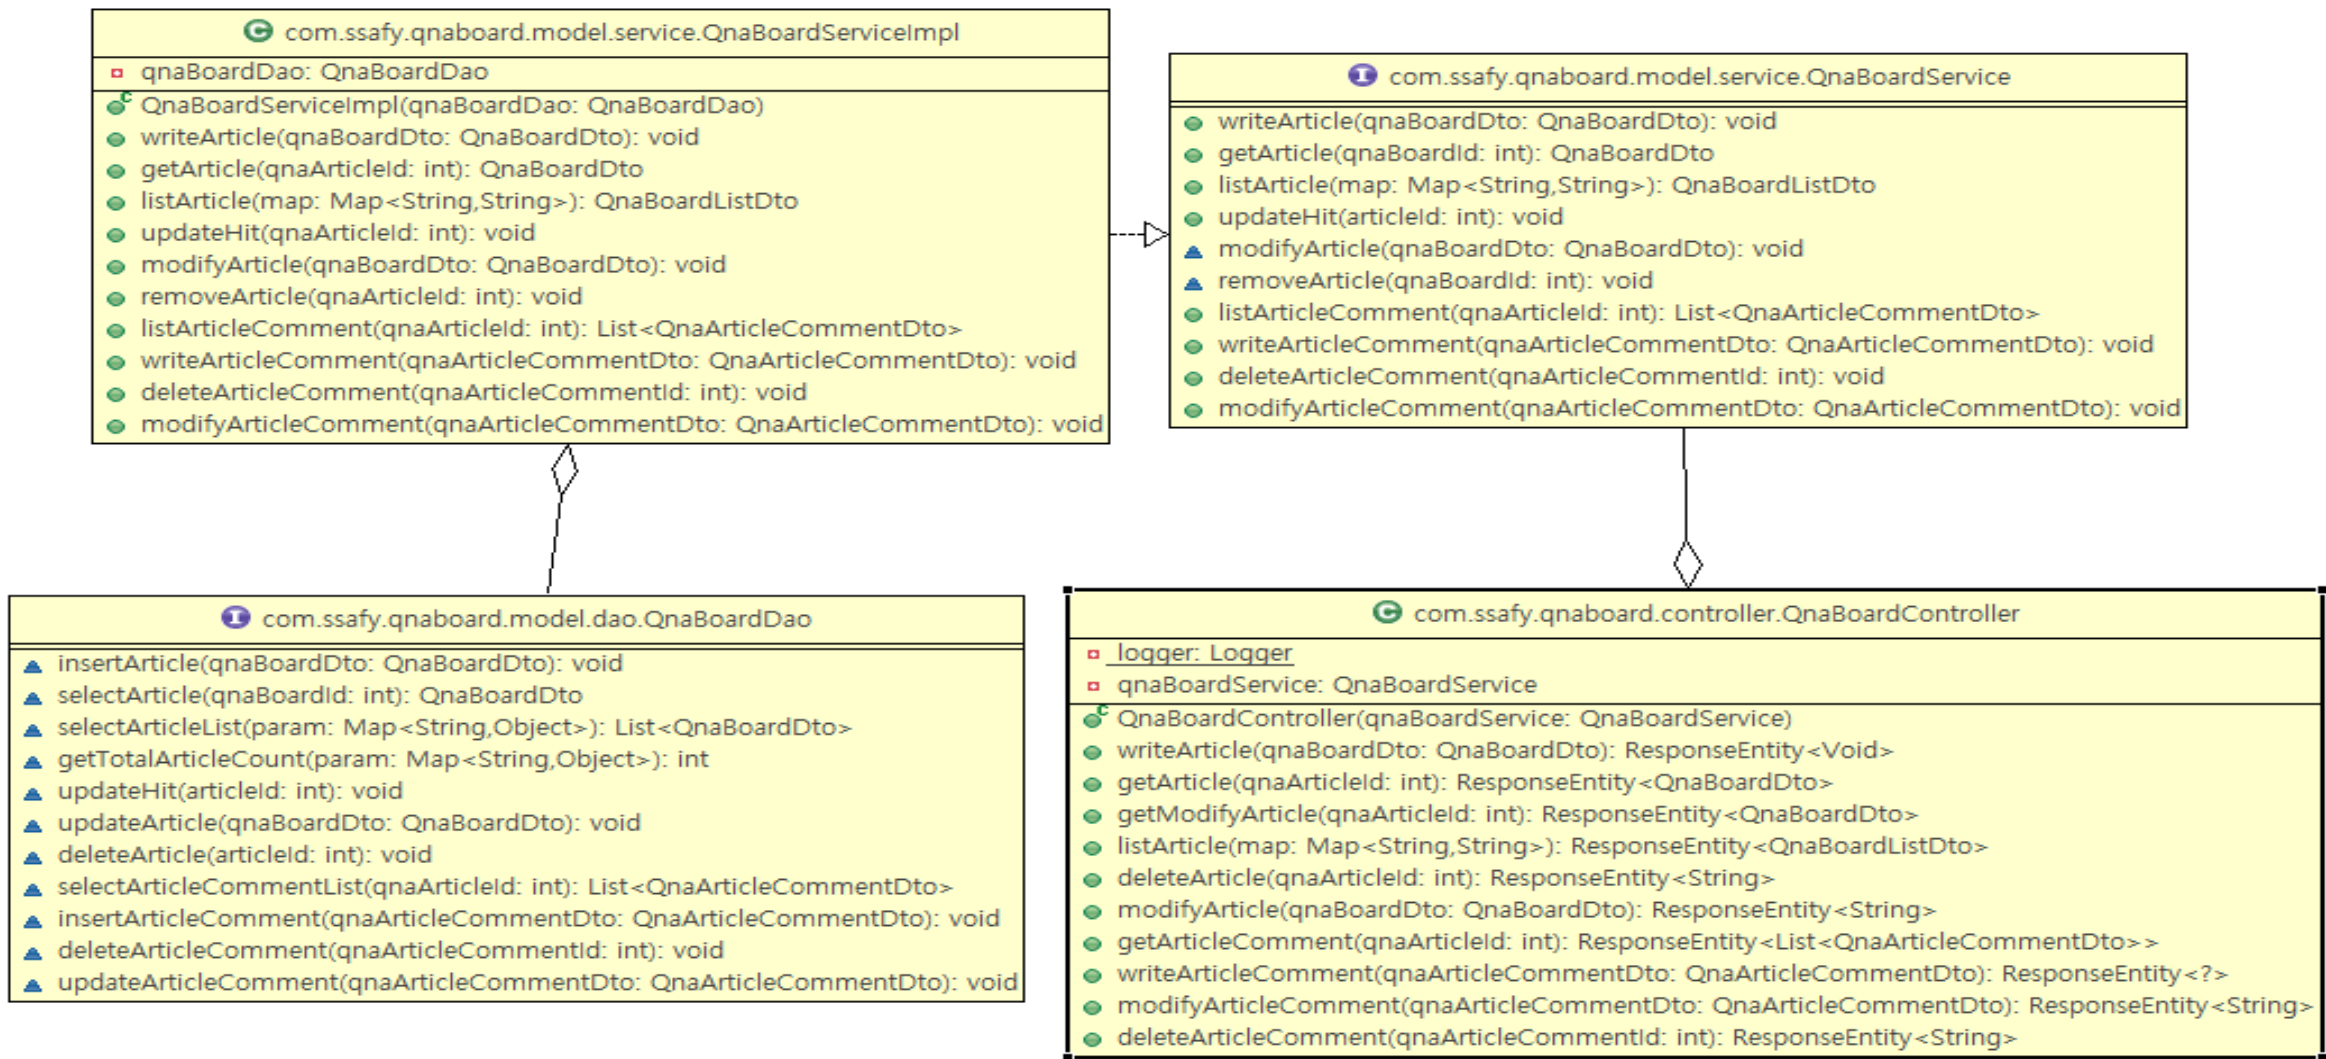 com.ssafy.qnaboard.model.service.QnaBoardServiceImpl
qnaBoardDao: QnaBoardDao
QnaBoardServiceImpl(qnaBoardDao: QnaBoardDao)
writeArticle(qnaBoardDto: QnaBoardDto): void
getArticle(qnaArticleId: int): QnaBoardDto
listArticle(map: Map<String,String>): QnaBoardListDto
updateHit(qnaArticleId: int): void
modifyArticle(qnaBoardDto: QnaBoardDto): void
removeArticle(qnaArticleId: int): void
listArticleComment(qnaArticleId: int): List<QnaArticleCommentDto>
writeArticleComment(qnaArticleCommentDto: QnaArticleCommentDto): void
deleteArticleComment(qnaArticleCommentId: int): void
modifyArticleComment(qnaArticleCommentDto: QnaArticleCommentDto): void
com.ssafy.qnaboard.model.service.QnaBoardService
writeArticle(qnaBoardDto: QnaBoardDto): void
getArticle(qnaBoardId: int): QnaBoardDto
listArticle(map: Map<String,String>): QnaBoardListDto
updateHit(articleId: int): void
modifyArticle(qnaBoardDto: QnaBoardDto): void
removeArticle(qnaBoardId: int): void
listArticleComment(qnaArticleId: int): List<QnaArticleCommentDto>
writeArticleComment(qnaArticleCommentDto: QnaArticleCommentDto): void
deleteArticleComment(qnaArticleCommentId: int): void
modifyArticleComment(qnaArticleCommentDto: QnaArticleCommentDto): void
com.ssafy.qnaboard.model.dao.QnaBoardDao
insertArticle(qnaBoardDto: QnaBoardDto): void
selectArticle(qnaBoardId: int): QnaBoardDto
selectArticleList(param: Map<String,Object>): List<QnaBoardDto>
getTotalArticleCount(param: Map<String,Object>): int
updateHit(articleId: int): void
updateArticle(qnaBoardDto: QnaBoardDto): void
deleteArticle(articleId: int): void
selectArticleCommentList(qnaArticleId: int): List<QnaArticleCommentDto>
insertArticleComment(qnaArticleCommentDto: QnaArticleCommentDto): void
deleteArticleComment(qnaArticleCommentId: int): void
updateArticleComment(qnaArticleCommentDto: QnaArticleCommentDto): void
com.ssafy.qnaboard.controller.QnaBoardController
logger: Logger
qnaBoardService: QnaBoardService
QnaBoardController(qnaBoardService: QnaBoardService)
writeArticle(qnaBoardDto: QnaBoardDto): ResponseEntity<Void>
getArticle(qnaArticleId: int): ResponseEntity<QnaBoardDto>
getModifyArticle(qnaArticleId: int): ResponseEntity<QnaBoardDto>
listArticle(map: Map<String,String>): ResponseEntity<QnaBoardListDto>
deleteArticle(qnaArticleId: int): ResponseEntity<String>
modifyArticle(qnaBoardDto: QnaBoardDto): ResponseEntity<String>
getArticleComment(qnaArticleId: int): ResponseEntity<List<QnaArticleCommentDto>>
writeArticleComment(qnaArticleCommentDto: QnaArticleCommentDto): ResponseEntity<?>
modifyArticleComment(qnaArticleCommentDto: QnaArticleCommentDto): ResponseEntity<String>
deleteArticleComment(qnaArticleCommentId: int): ResponseEntity<String>